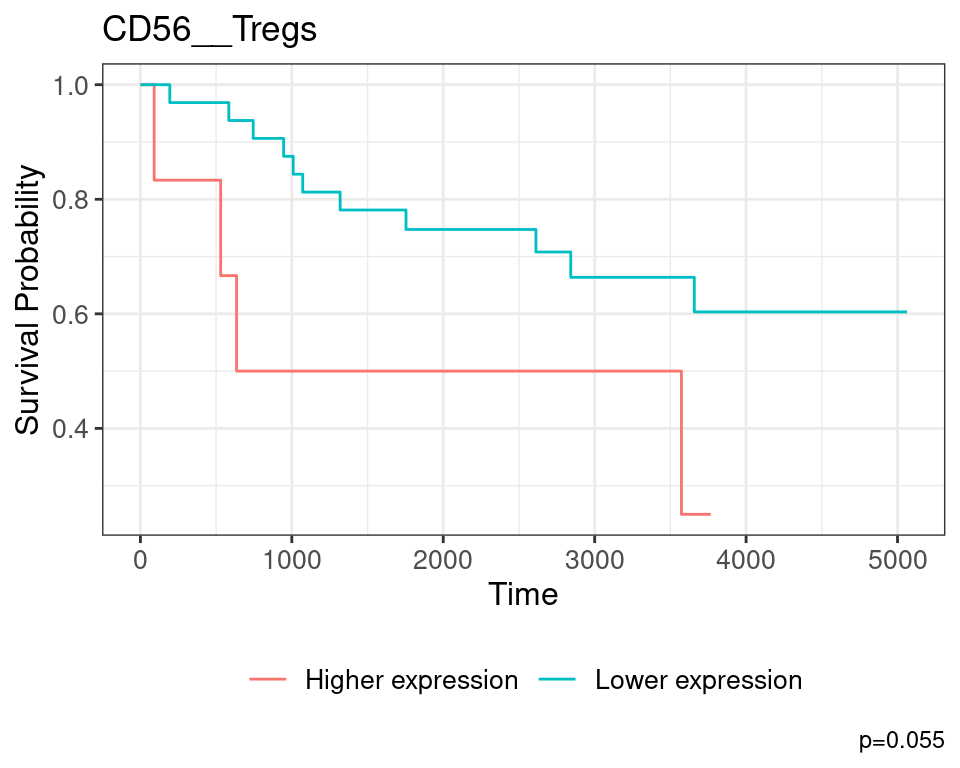 CD56__Tregs
Survival Probability
1.0
0.8
0.6
0.4
0 1000 2000 3000 4000 5000
Time
Higher expression Lower expression
p=0.055